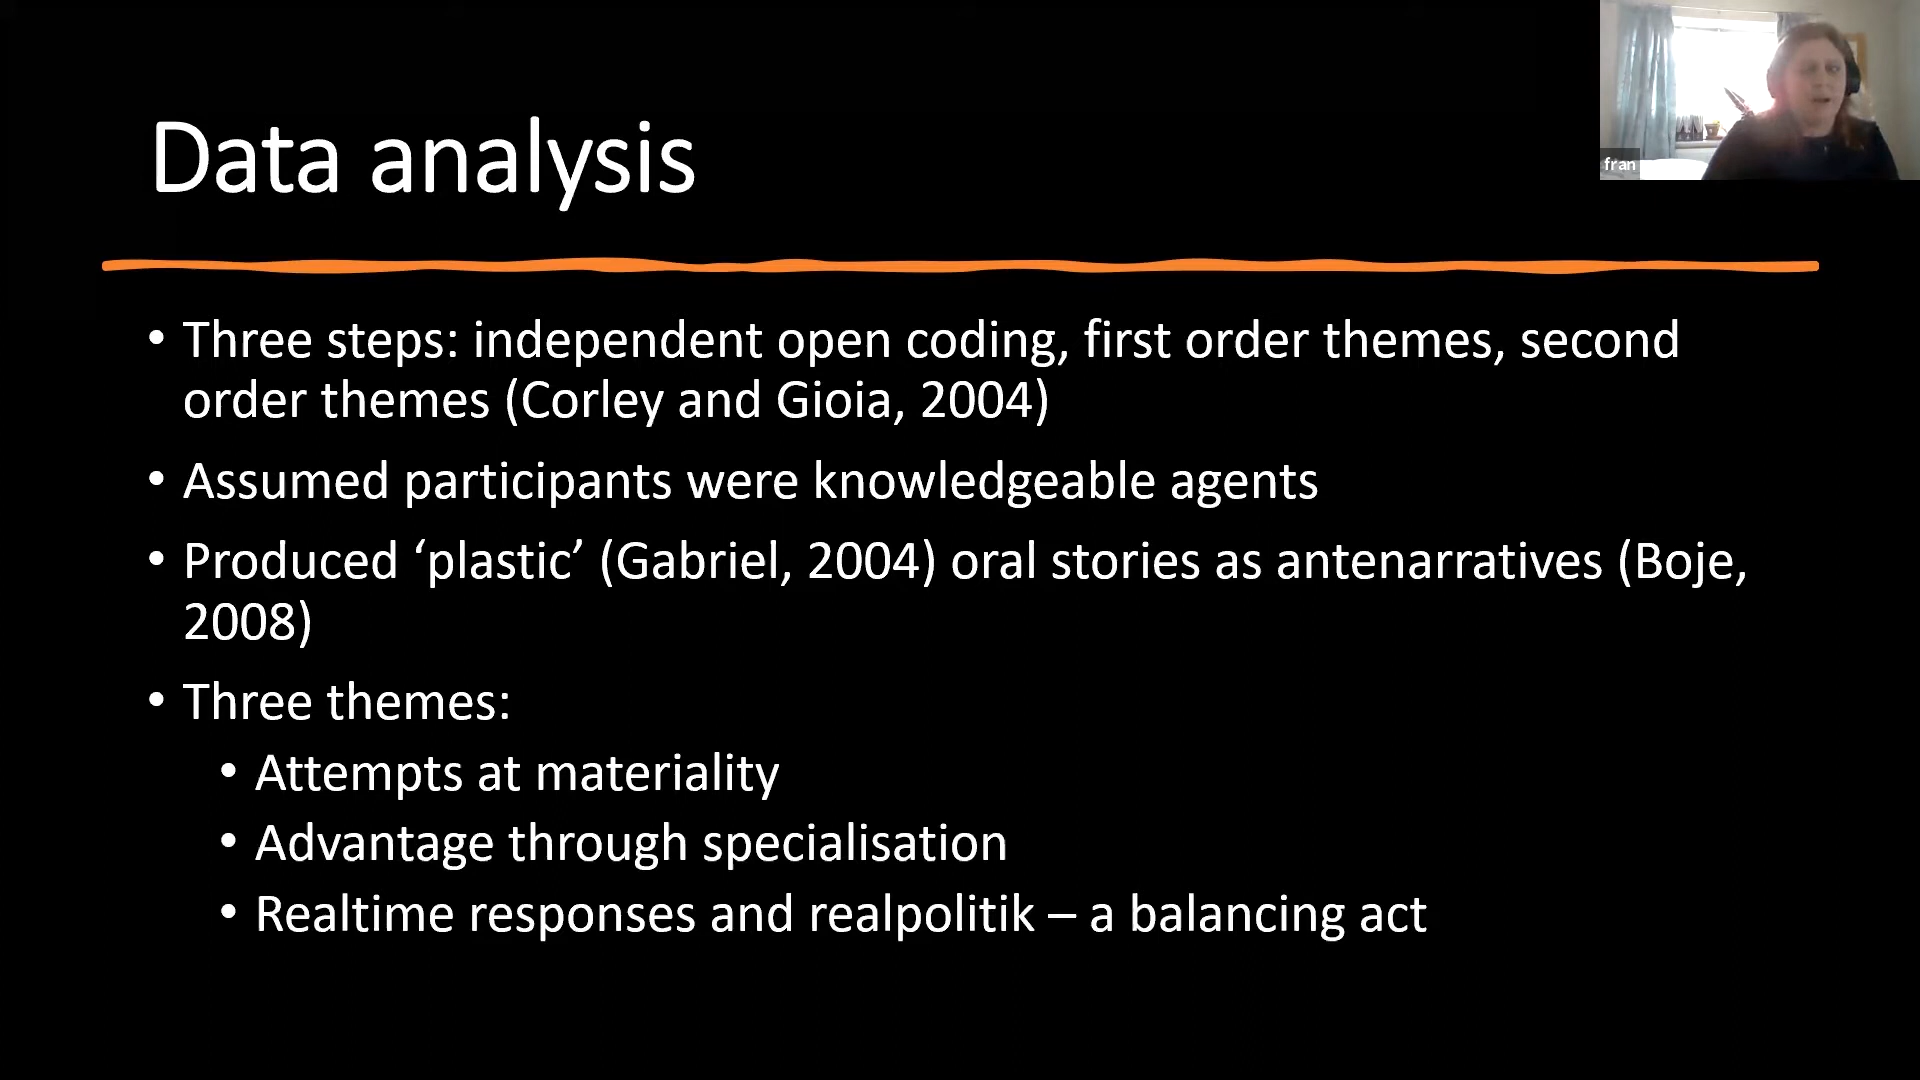 Data analysis
fran
• Three steps: independent open coding, first order themes, second
order themes (Corley and Gioia, 2004)
• Assumed participants were knowledgeable agents
• Produced ‘plastic’ (Gabriel, 2004) oral stories as antenarratives (Boje,
2008)
• Three themes:
• Attempts at materiality
• Advantage through specialisation
• Realtime responses and realpolitik – a balancing act